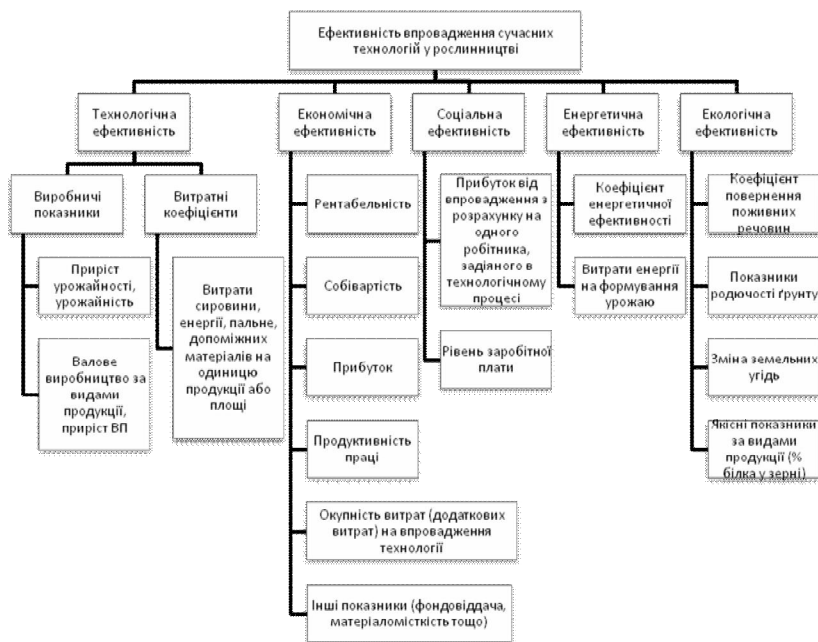 Ефективність впровадження сучасних
технологій у рослинництві
Технологічна
ефективність
Економічна
ефективність
Соціальна
ефективність
Енергетична
ефективність
Екологічна
ефективність
Виробничі
показники
Витратні
коефіцієнти
Приріст
урожайності,
урожайність
Валове
виробництво за
видами
продукції,
приріст ВП
Витрати
сировини,
енергії, пальне,
допоміжних
матеріалів на
одиницю
продукції або
площі
Рентабельність
Собівартість
Прибуток
Продуктивність
праці
Окупність витрат (додаткових
витрат) на впровадження
технології
Інші показники (фондовіддача,
матеріаломісткість тощо)
Прибуток від
впровадження з
розрахунку на
одного
робітника,
задіяного в
технологічному
процесі
Рівень заробітної
плати
Коефіцієнт
енергетичної
ефективності
Витрати енергії
на формування
урожаю
Коефіцієнт
повернення
поживних
речовин
Показники
родючості ґрунту
Зміна земельних
угідь
Якісні показники
за видами
продукції (%
білка у зерні)